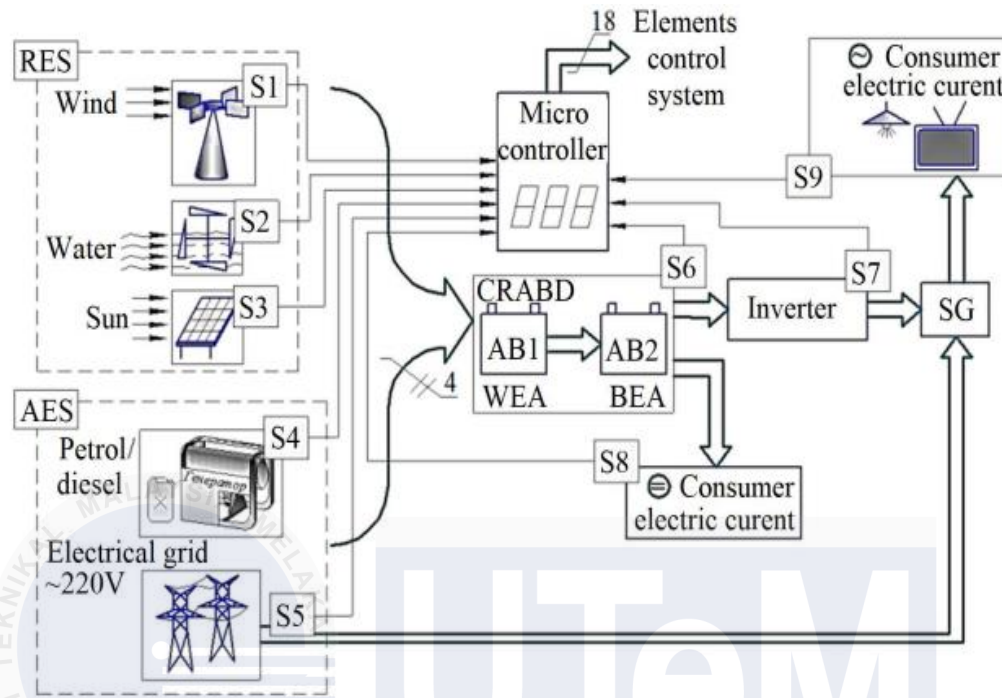 RES
Wind
S1
Water
S2
Sun
S3
AES
Petrol/
diesel
S4
Генератор
Electrical grid
~220V
S5
4
18
Elements
control
system
Micro
controller
Consumer
electric curent
S9
S6
S7
CRABD
AB1
AB2
WEA
BEA
Inverter
SG
S8
Consumer
electric curent
UTeM